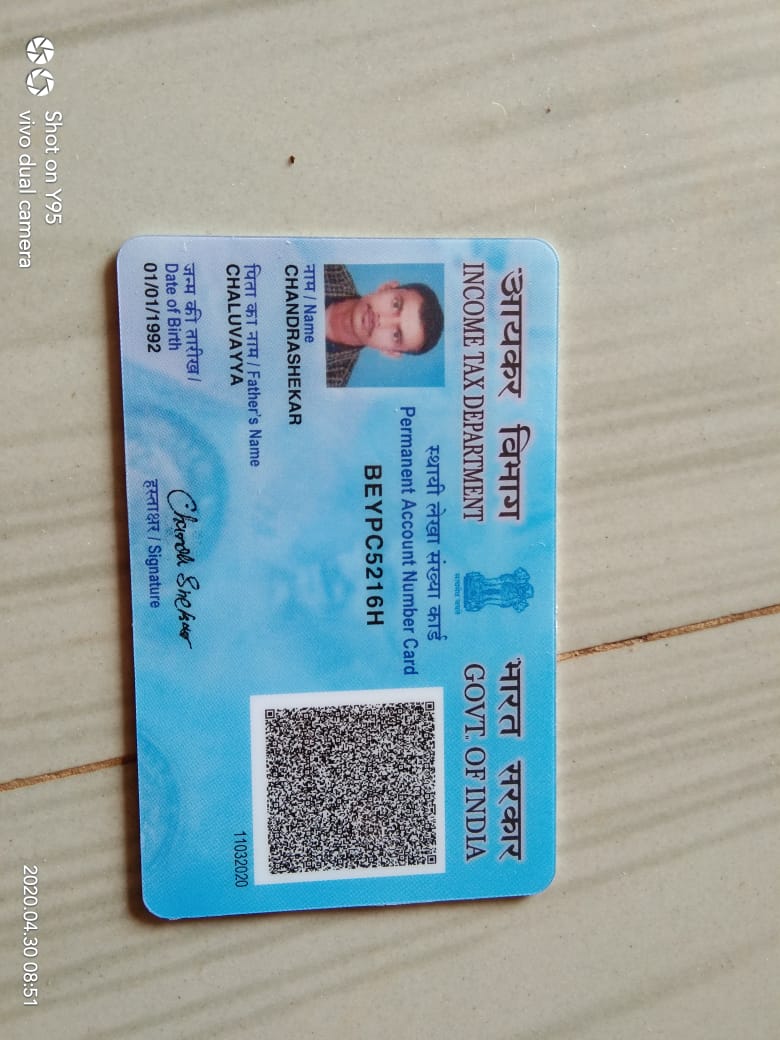 आयकर विभाग
INCOME TAX DEPARTMENT
सत्यमेव जयते
भारत सरकार
GOVT. OF INDIA
स्थायी लेखा संख्या कार्ड
Permanent Account Number Card
BEYPC5216H
नाम / Name
CHANDRASHEKAR
पिता का नाम / Father's Name
CHALUVAYYA
जन्म की तारीख /
Date of Birth
01/01/1992
Chandra Shekar
हस्ताक्षर / Signature
11032020
Shot on Y95
vivo dual camera
2020.04.30 08:51